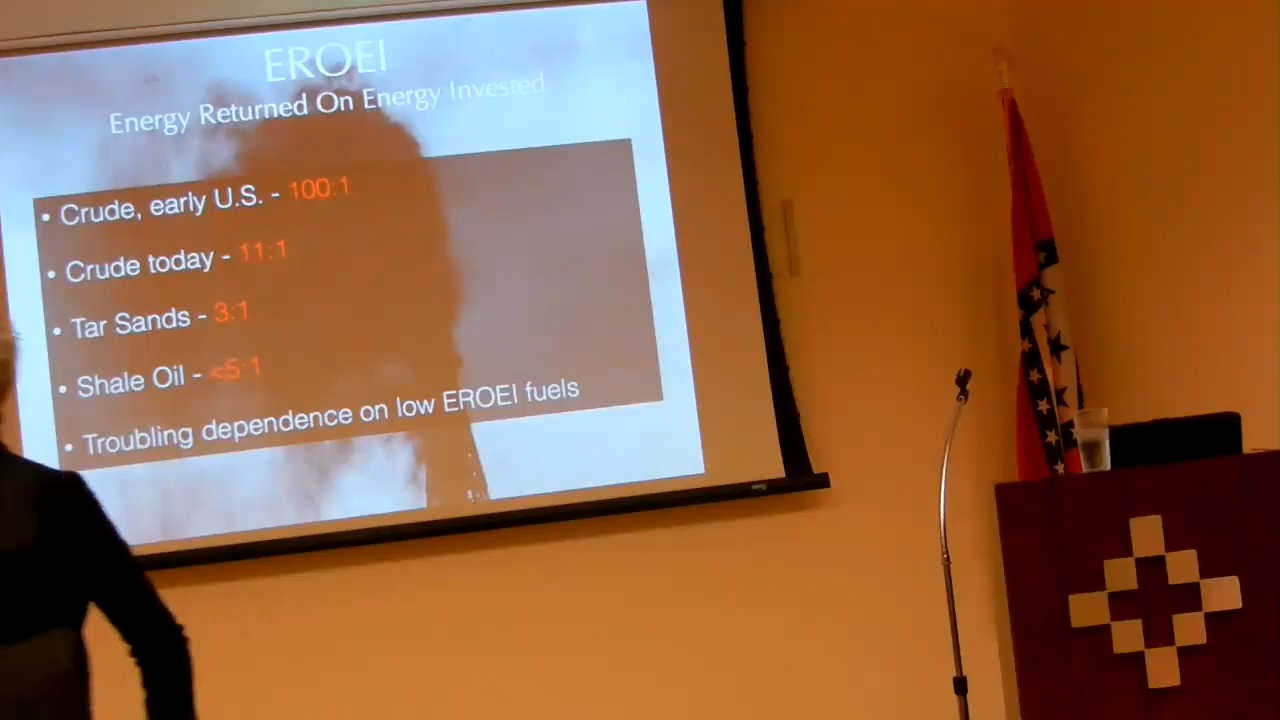 EROEI
Energy Returned On Energy Invested
• Crude, early U.S. - 100:1
• Crude today - 11:1
• Tar Sands - 3:1
• Shale Oil - <5:1
• Troubling dependence on low EROEI fuels